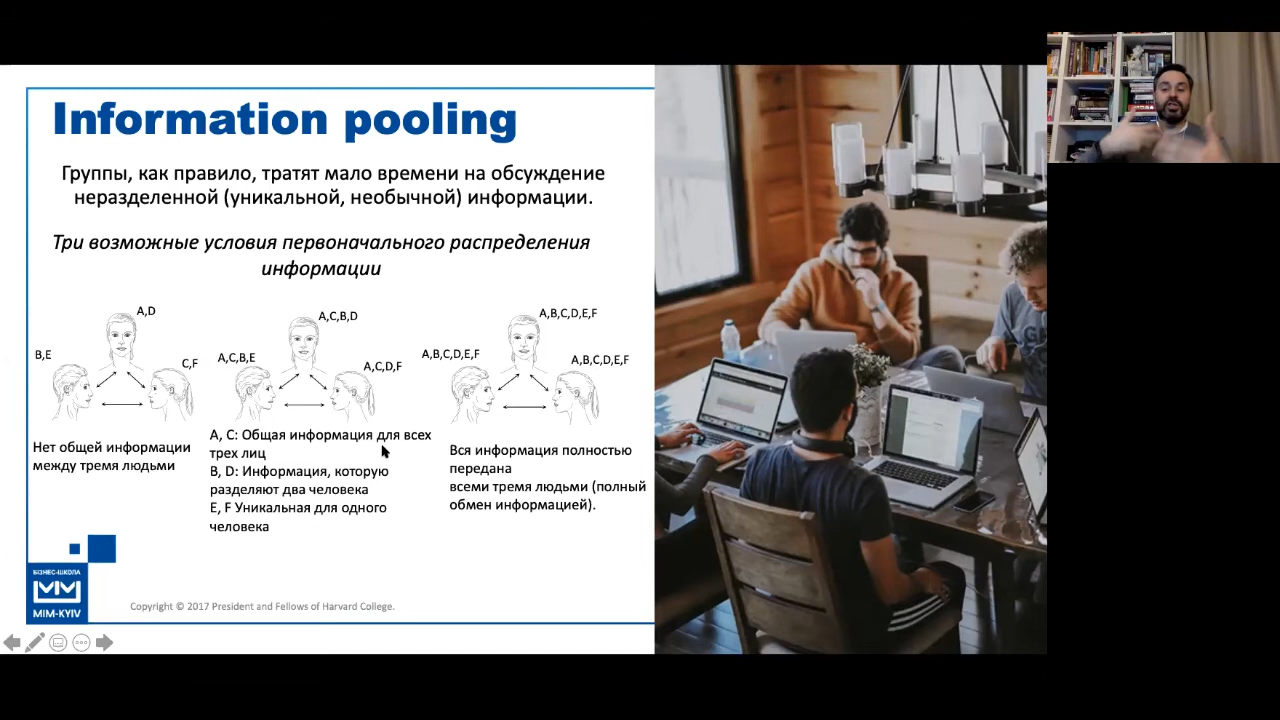 Information pooling
Группы, как правило, тратят мало времени на обсуждение
неразделенной (уникальной, необычной) информации.
Три возможные условия первоначального распределения
информации
A,D
B,E
C,F
Нет общей информации
между тремя людьми
A,C,B,D
A,C,B,E
A,C,D,F
A, C: Общая информация для всех
трех лиц
B, D: Информация, которую
разделяют два человека
E, F Уникальная для одного
человека
A,B,C,D,E,F
A,B,C,D,E,F
A,B,C,D,E,F
Вся информация полностью
передана
всеми тремя людьми (полный
обмен информацией).
БІЗНЕС-ШКОЛА
MIM-KYIV
Copyright © 2017 President and Fellows of Harvard College.